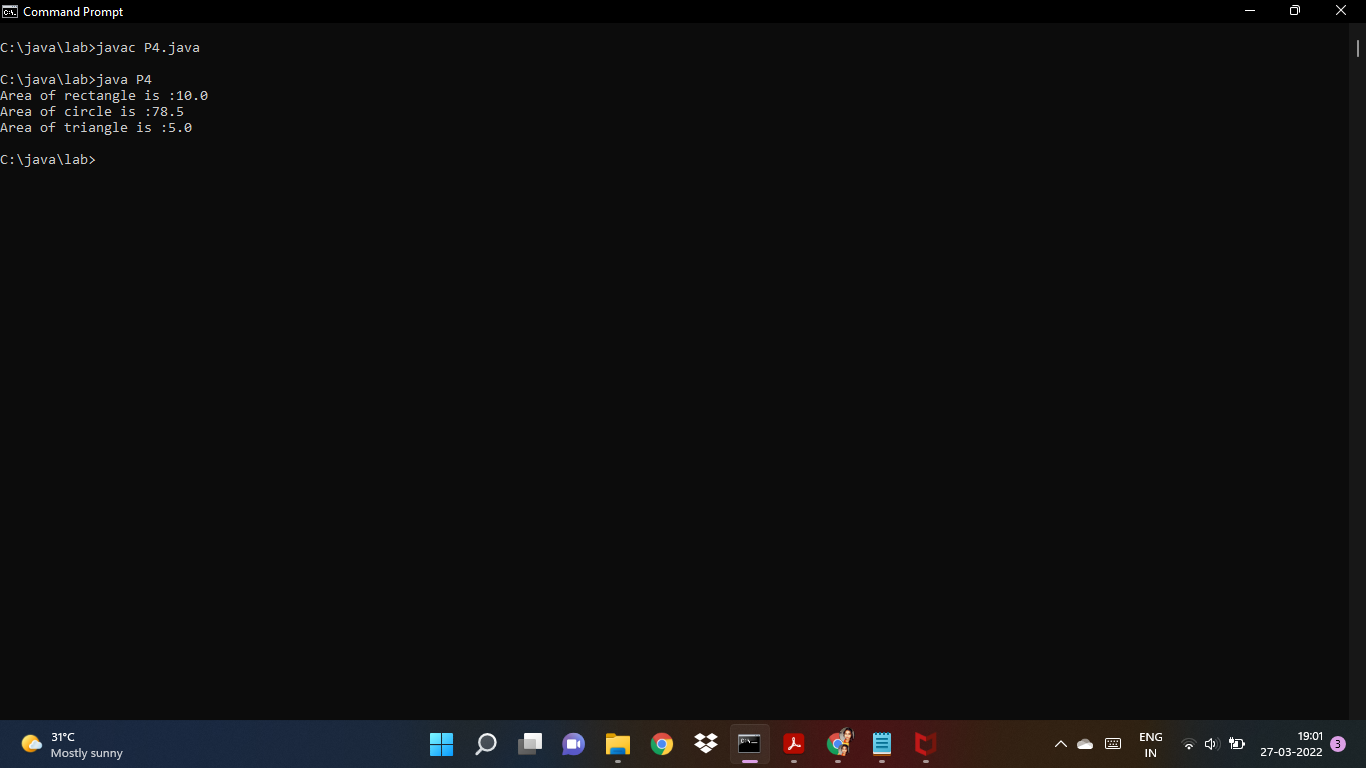 Command Prompt
C:\java\lab>javac P4.java
C:\java\lab>java P4
Area of rectangle is :10.0
Area of circle is :78.5
Area of triangle is :5.0
C:\java\lab>
31°C
Mostly sunny
ENG
IN
19:01
27-03-2022
3